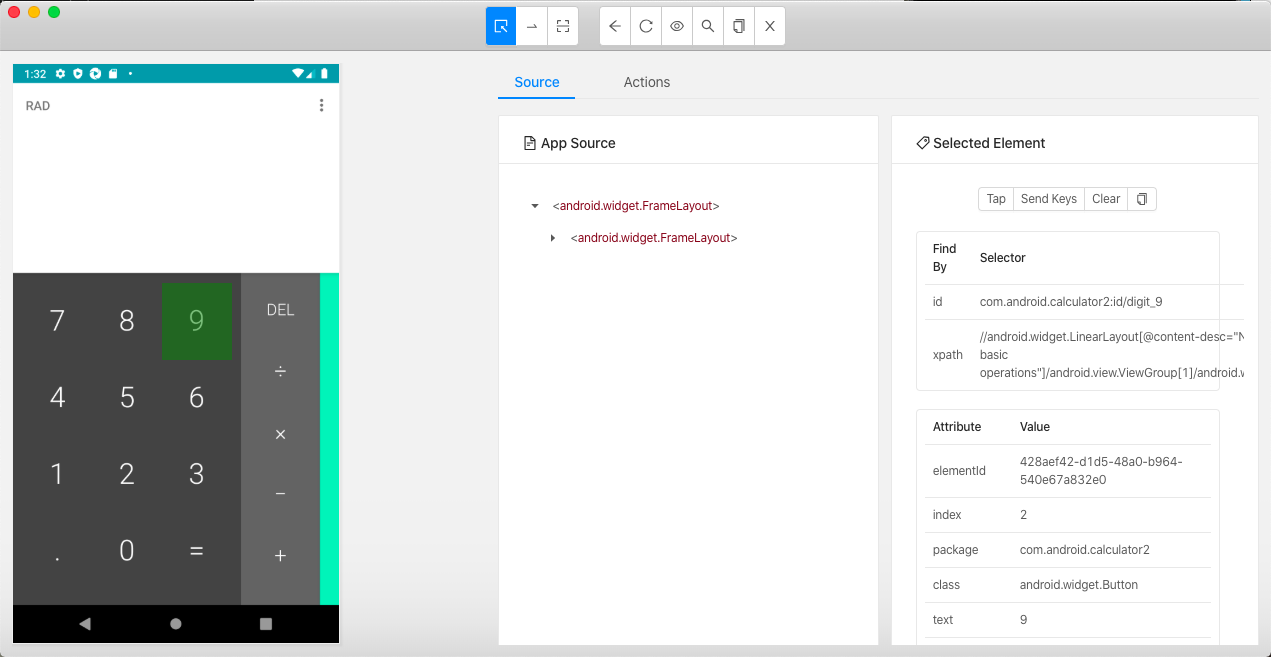 1:32
RAD
7 8 9 DEL
÷
4 5 6
×
1 2 3
−
. 0 = +
Source Actions
App Source
<android.widget.FrameLayout>
<android.widget.FrameLayout>
Selected Element
Tap Send Keys Clear
Find By Selector
id com.android.calculator2:id/digit_9
xpath //android.widget.LinearLayout[@content-desc="
basic
operations"]/android.view.ViewGroup[1]/android.
Attribute Value
elementId 428aef42-d1d5-48a0-b964-
540e67a832e0
index 2
package com.android.calculator2
class android.widget.Button
text 9